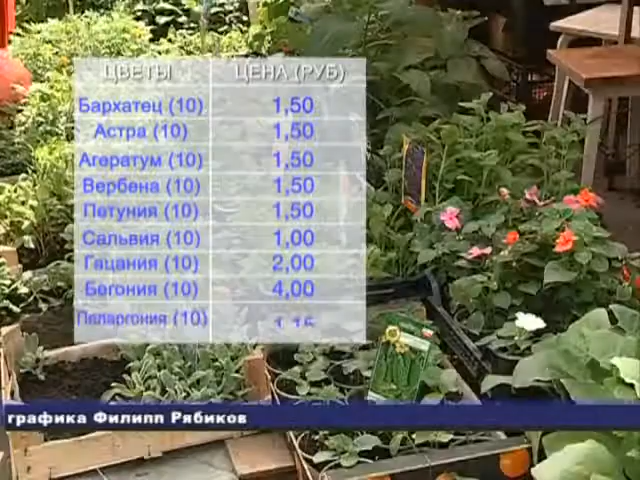 ЦВЕТЫ ЦЕНА (РУБ)
Бархатец (10) 1,50
Астра (10) 1,50
Агератум (10) 1,50
Вербена (10) 1,50
Петуния (10) 1,50
Сальвия (10) 1,00
Гацания (10) 2,00
Бегония (10) 4,00
Пеларгония (10)
графика Филипп Рябиков